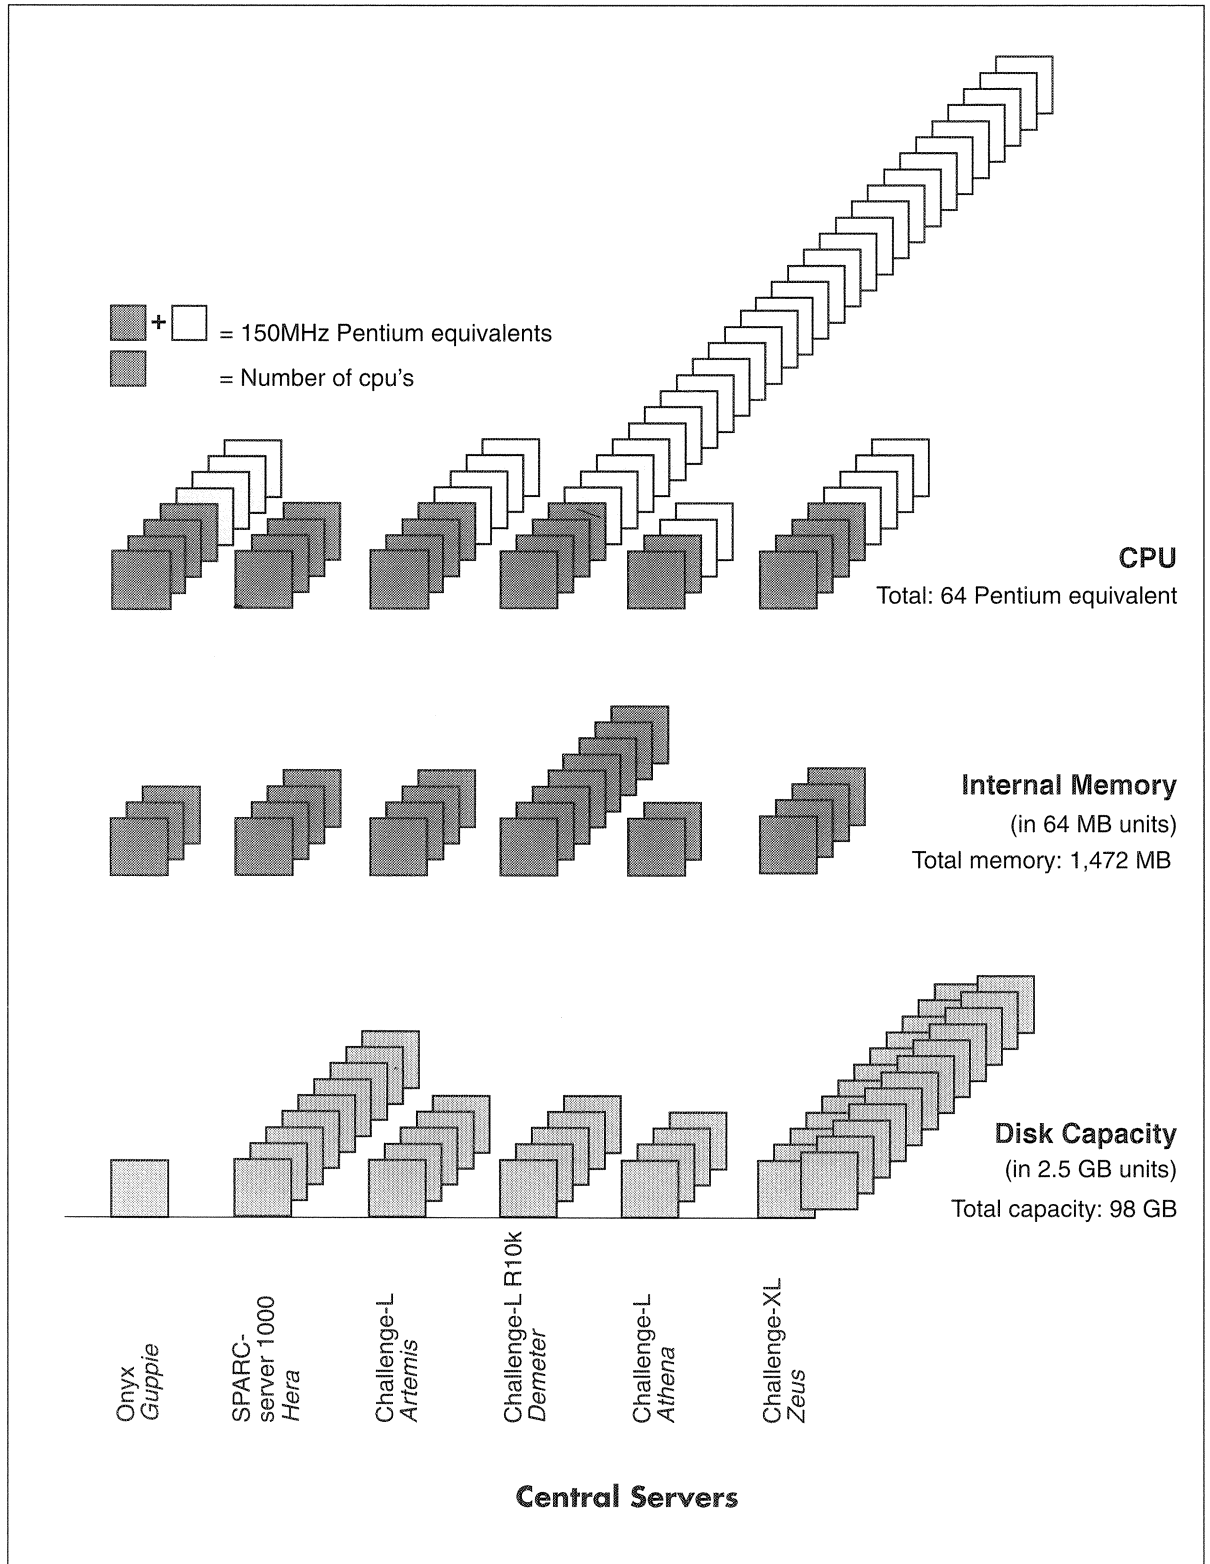 + = 150MHz Pentium equivalents
= Number of cpu's
CPU
Total: 64 Pentium equivalent
Internal Memory
(in 64 MB units)
Total memory: 1,472 MB
Disk Capacity
(in 2.5 GB units)
Total capacity: 98 GB
Onyx
Guppie
SPARC-
server 1000
Hera
Challenge-L
Artemis
Challenge-L R10k
Demeter
Challenge-L
Athena
Challenge-XL
Zeus
Central Servers